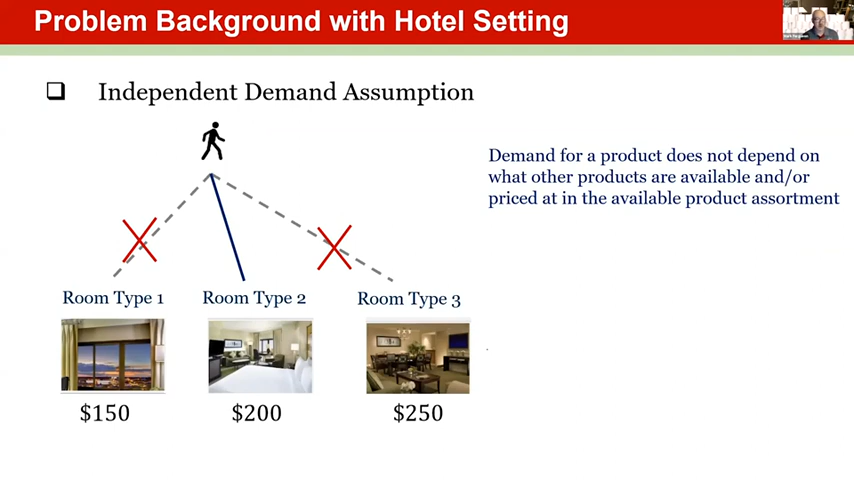 Problem Background with Hotel Setting
Independent Demand Assumption
Demand for a product does not depend on
what other products are available and/or
priced at in the available product assortment
Room Type 1
Room Type 2
Room Type 3
$150
$200
$250